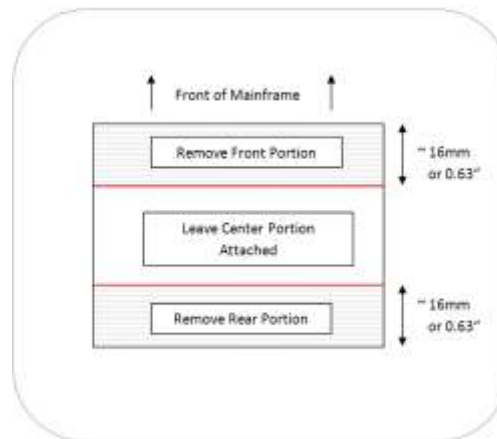 Front of Mainframe
Remove Front Portion
~ 16mm
or 0.63"
Leave Center Portion
Attached
Remove Rear Portion
~ 16mm
or 0.63"